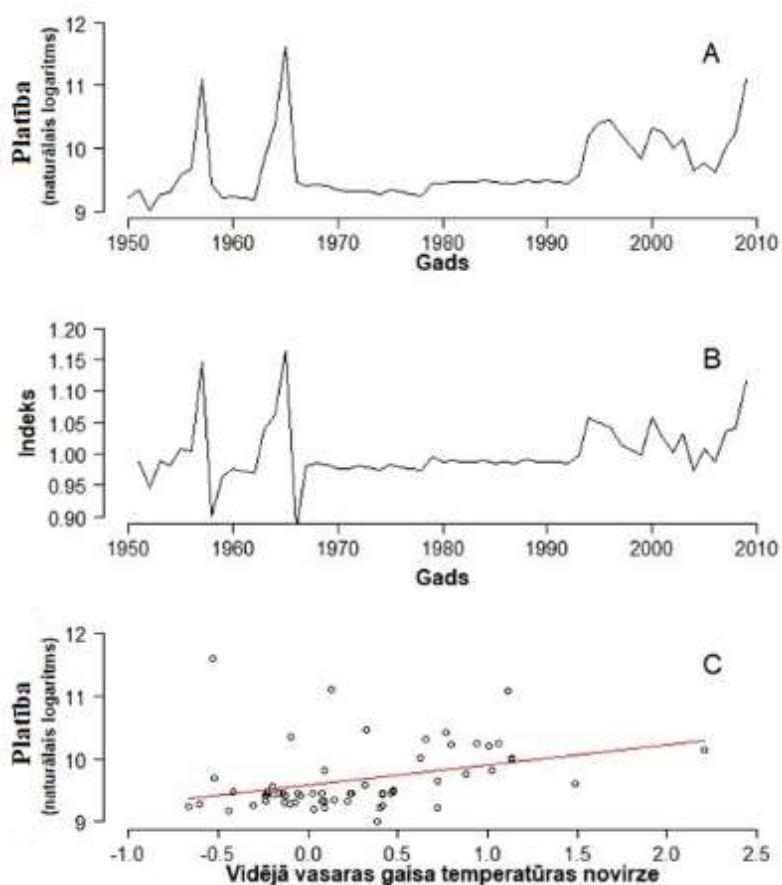 A
Platība
(naturālais logaritms)
12
11
10
9
1950 1960 1970 1980 1990 2000 2010
Gads
B
Indeks
1.20
1.15
1.10
1.05
1.00
0.95
0.90
1950 1960 1970 1980 1990 2000 2010
Gads
C
Platība
(naturālais logaritms)
12
11
10
9
-1.0 -0.5 0.0 0.5 1.0 1.5 2.0 2.5
Vidējā vasaras gaisa temperatūras novirze